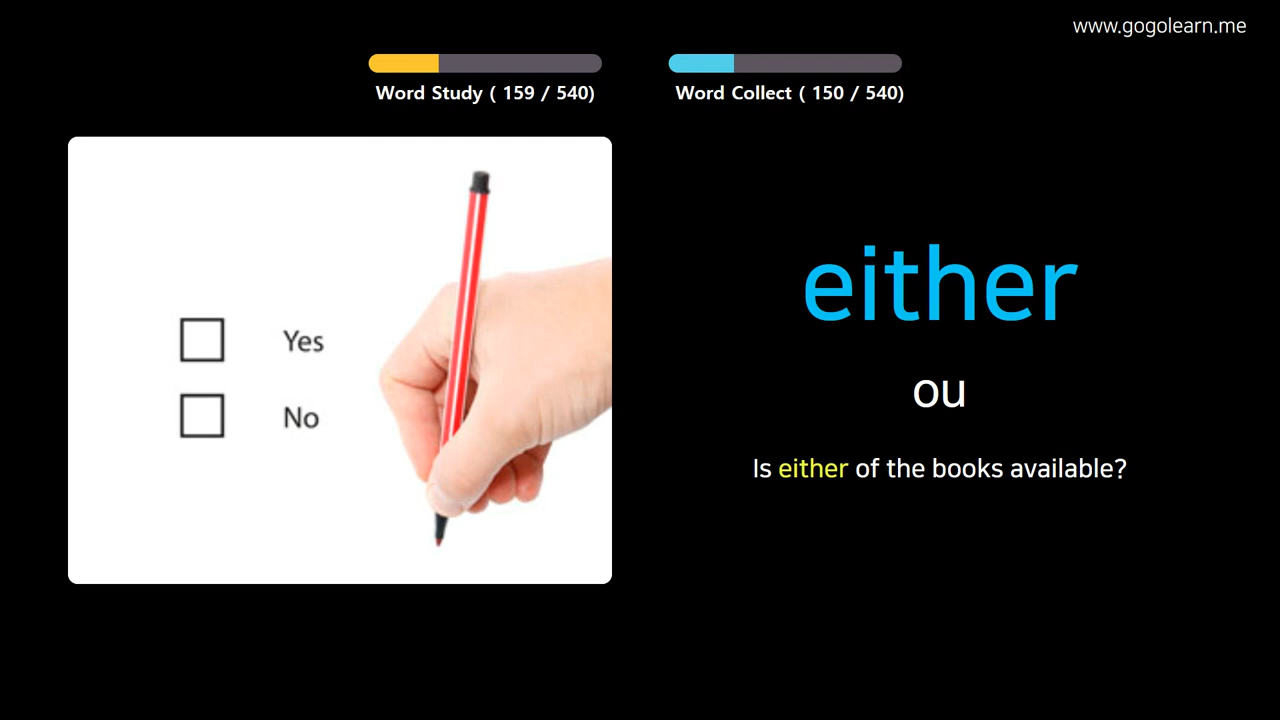 www.gogolearn.me
Word Study ( 159 / 540)
Word Collect ( 150 / 540)
Yes
No
either
ou
Is either of the books available?